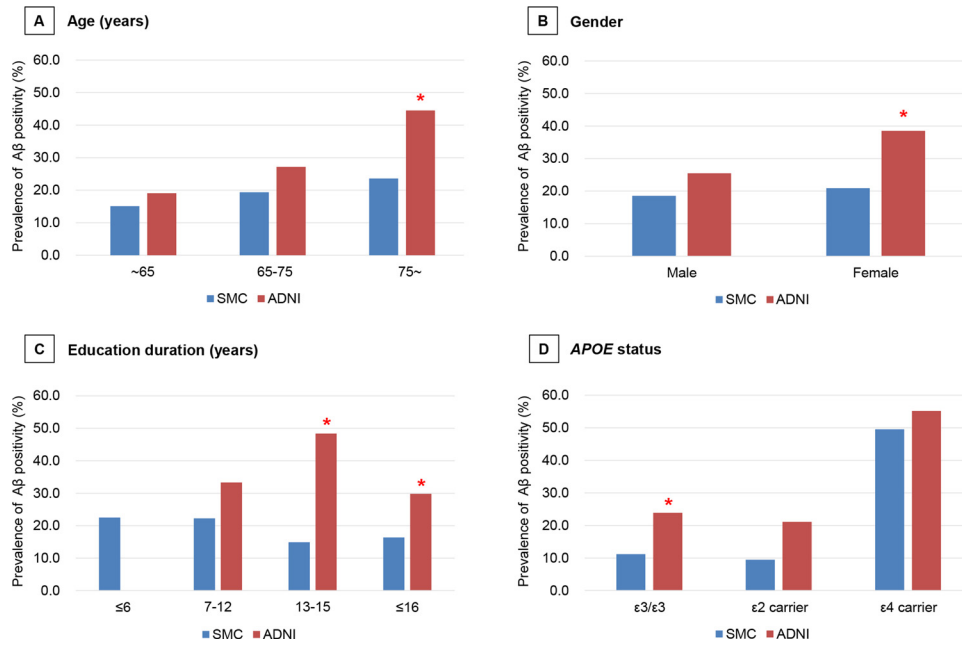 A Age (years)
Prevalence of Aβ positivity (%)
60.0
50.0
40.0
30.0
20.0
10.0
0.0
*
~65 65-75 75~
SMC ADNI
B Gender
Prevalence of Aβ positivity (%)
60.0
50.0
40.0
30.0
20.0
10.0
0.0
*
Male Female
SMC ADNI
C Education duration (years)
Prevalence of Aβ positivity (%)
60.0
50.0
40.0
30.0
20.0
10.0
0.0
* *
≤6 7-12 13-15 ≤16
SMC ADNI
D APOE status
Prevalence of Aβ positivity (%)
60.0
50.0
40.0
30.0
20.0
10.0
0.0
*
ε3/ε3 ε2 carrier ε4 carrier
SMC ADNI